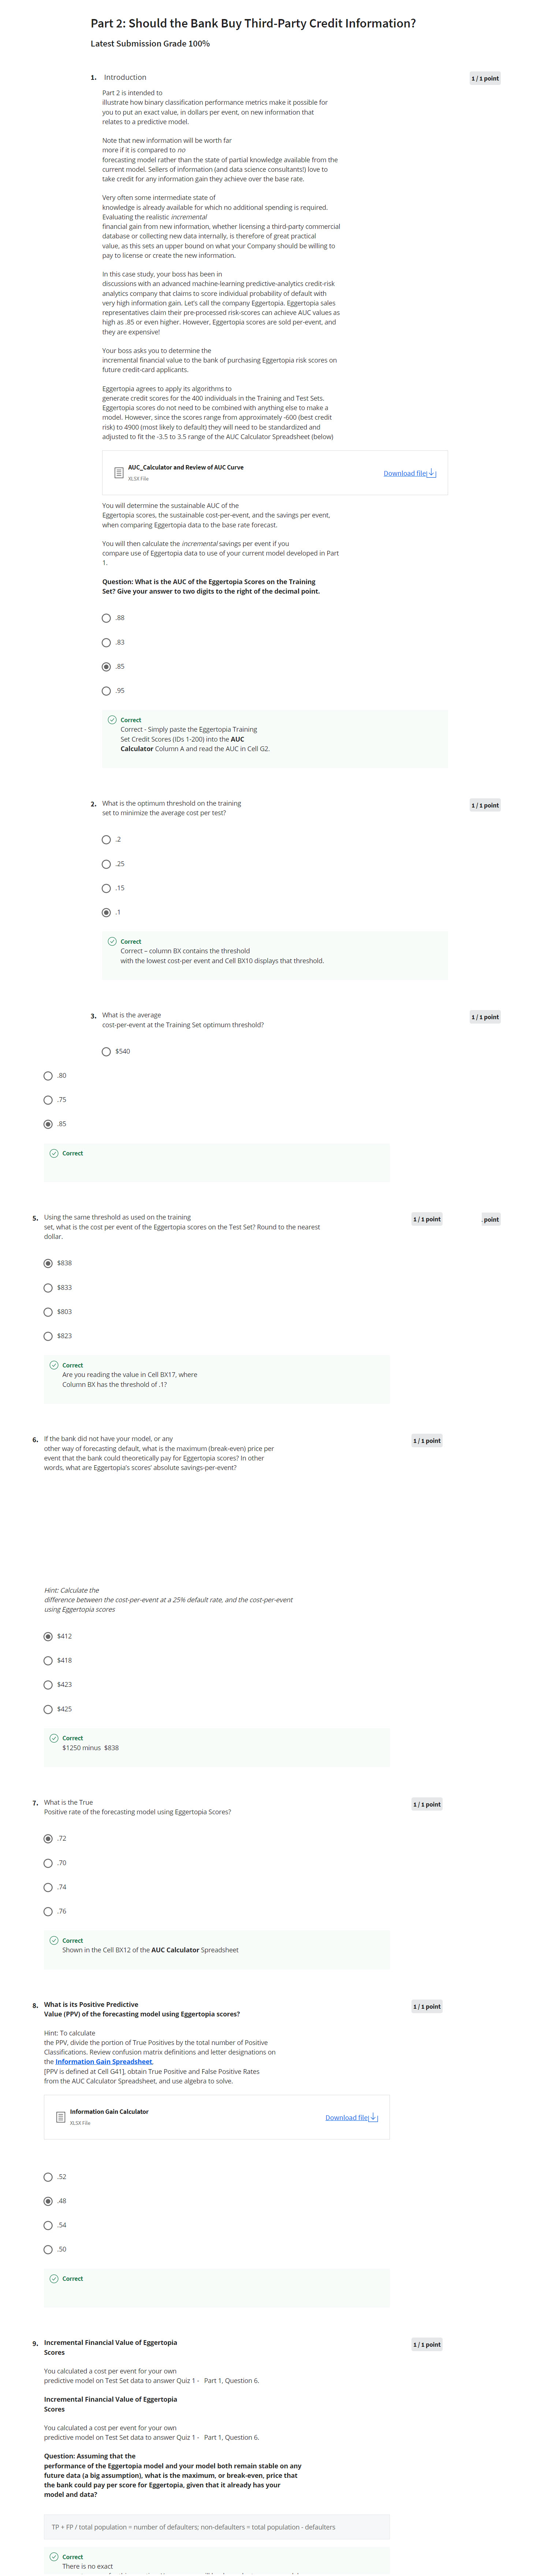 Part 2: Should the Bank Buy Third-Party Credit Information?
Latest Submission Grade 100%
1. Introduction
1 / 1 point
Part 2 is intended to
illustrate how binary classification performance metrics make it possible for
you to put an exact value, in dollars per event, on new information that
relates to a predictive model.
Note that new information will be worth far
more if it is compared to no
forecasting model rather than the state of partial knowledge available from the
current model. Sellers of information (and data science consultants!) love to
take credit for any information gain they achieve over the base rate.
Very often some intermediate state of
knowledge is already available for which no additional spending is required.
Evaluating the realistic incremental
financial gain from new information, whether licensing a third-party commercial
database or collecting new data internally, is therefore of great practical
value, as this sets an upper bound on what your Company should be willing to
pay to license or create the new information.
In this case study, your boss has been in
discussions with an advanced machine-learning predictive-analytics credit-risk
analytics company that claims to score individual probability of default with
very high information gain. Let's call the company Eggertopia. Eggertopia sales
representatives claim their pre-processed risk-scores can achieve AUC values as
high as .85 or even higher. However, Eggertopia scores are sold per-event, and
they are expensive!
Your boss asks you to determine the
incremental financial value to the bank of purchasing Eggertopia risk scores on
future credit-card applicants.
Eggertopia agrees to apply its algorithms to
generate credit scores for the 400 individuals in the Training and Test Sets.
Eggertopia scores do not need to be combined with anything else to make a
model. However, since the scores range from approximately -600 (best credit
risk) to 4900 (most likely to default) they will need to be standardized and
adjusted to fit the -3.5 to 3.5 range of the AUC Calculator Spreadsheet (below)
AUC_Calculator and Review of AUC Curve
XLSX File
Download file
You will determine the sustainable AUC of the
Eggertopia scores, the sustainable cost-per-event, and the savings per event,
when comparing Eggertopia data to the base rate forecast.
You will then calculate the incremental savings per event if you
compare use of Eggertopia data to use of your current model developed in Part
1.
Question: What is the AUC of the Eggertopia Scores on the Training
Set? Give your answer to two digits to the right of the decimal point.
.88
.83
.85
.95
Correct
Correct - Simply paste the Eggertopia Training
Set Credit Scores (IDs 1-200) into the AUC
Calculator Column A and read the AUC in Cell G2.
2. What is the optimum threshold on the training
set to minimize the average cost per test?
1 / 1 point
.2
.25
.15
.1
Correct
Correct – column BX contains the threshold
with the lowest cost-per event and Cell BX10 displays that threshold.
3. What is the average
cost-per-event at the Training Set optimum threshold?
1 / 1 point
$540
.80
.75
.85
Correct
5. Using the same threshold as used on the training
set, what is the cost per event of the Eggertopia scores on the Test Set? Round to the nearest
dollar.
1 / 1 point
point
$838
$833
$803
$823
Correct
Are you reading the value in Cell BX17, where
Column BX has the threshold of .1?
6. If the bank did not have your model, or any
other way of forecasting default, what is the maximum (break-even) price per
event that the bank could theoretically pay for Eggertopia scores? In other
words, what are Eggertopia's scores' absolute savings-per-event?
1 / 1 point
Hint: Calculate the
difference between the cost-per-event at a 25% default rate, and the cost-per-event
using Eggertopia scores
$412
$418
$423
$425
Correct
$1250 minus $838
7. What is the True
Positive rate of the forecasting model using Eggertopia Scores?
1 / 1 point
.72
.70
.74
.76
Correct
Shown in the Cell BX12 of the AUC Calculator Spreadsheet
8. What is its Positive Predictive
Value (PPV) of the forecasting model using Eggertopia scores?
1 / 1 point
Hint: To calculate
the PPV, divide the portion of True Positives by the total number of Positive
Classifications. Review confusion matrix definitions and letter designations on
the Information Gain Spreadsheet.
[PPV is defined at Cell G41], obtain True Positive and False Positive Rates
from the AUC Calculator Spreadsheet, and use algebra to solve.
Information Gain Calculator
XLSX File
Download file
.52
.48
.54
.50
Correct
9. Incremental Financial Value of Eggertopia
Scores
1 / 1 point
You calculated a cost per event for your own
predictive model on Test Set data to answer Quiz 1 - Part 1, Question 6.
Incremental Financial Value of Eggertopia
Scores
You calculated a cost per event for your own
predictive model on Test Set data to answer Quiz 1 - Part 1, Question 6.
Question: Assuming that the
performance of the Eggertopia model and your model both remain stable on any
future data (a big assumption), what is the maximum, or break-even, price that
the bank could pay per score for Eggertopia, given that it already has your
model and data?
TP + FP / total population = number of defaulters; non-defaulters = total population - defaulters
Correct
There is no exact